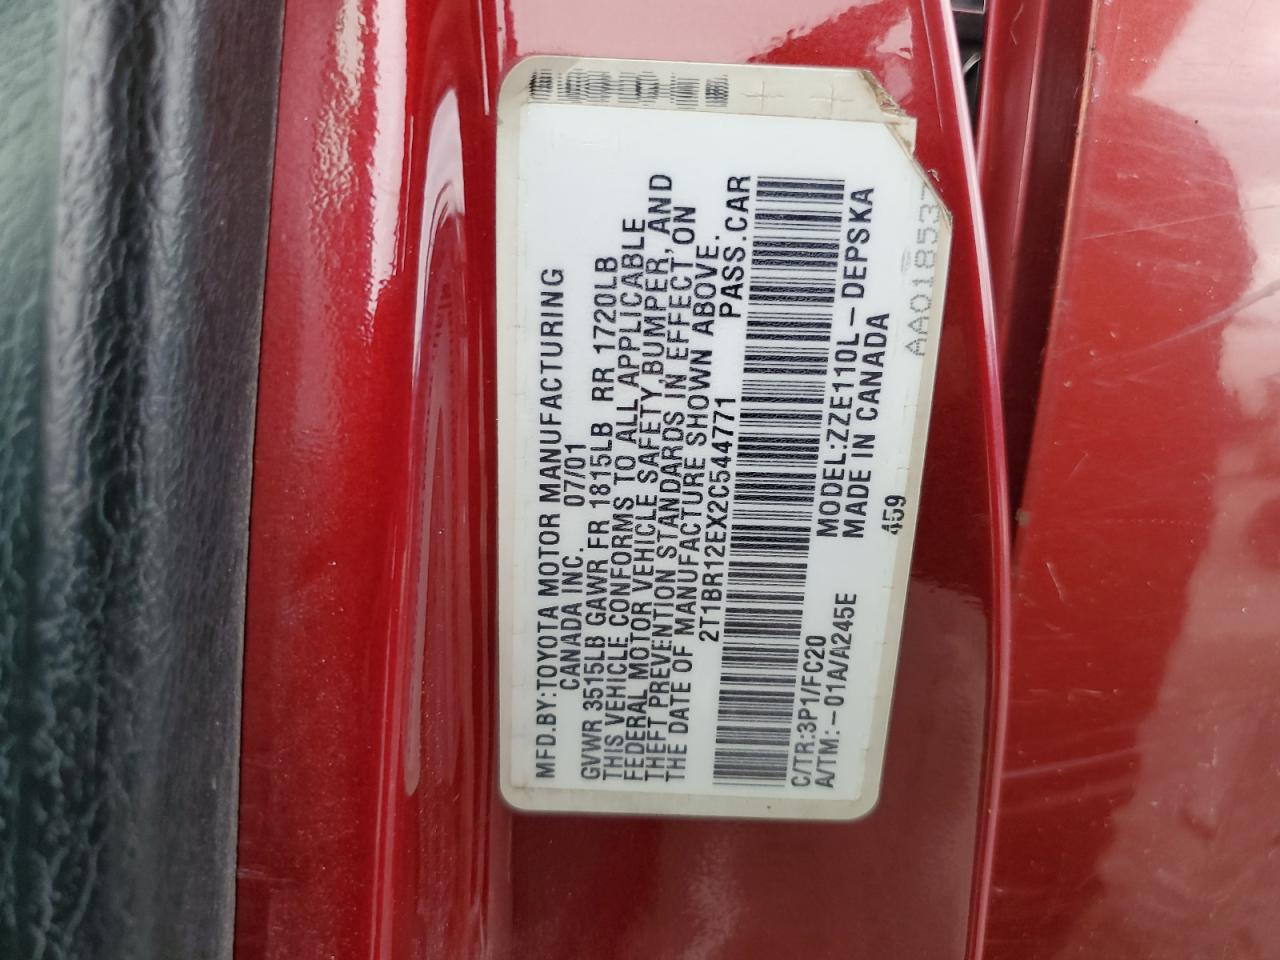 MFD.BY:TOYOTA MOTOR MANUFACTURING
CANADA INC. 07/01
GVWR 3515LB GAWR FR 1815LB RR 1720LB
THIS VEHICLE CONFORMS TO ALL APPLICABLE
FEDERAL MOTOR VEHICLE SAFETY,BUMPER, AND
THEFT PREVENTION STANDARDS IN EFFECT ON
THE DATE OF MANUFACTURE SHOWN ABOVE.
2T1BR12EX2C544771 PASS.CAR
C/TR:3P1/FC20 MODEL:ZZE110L-DEPSKA
A/TM:-01A/A245E MADE IN CANADA
459